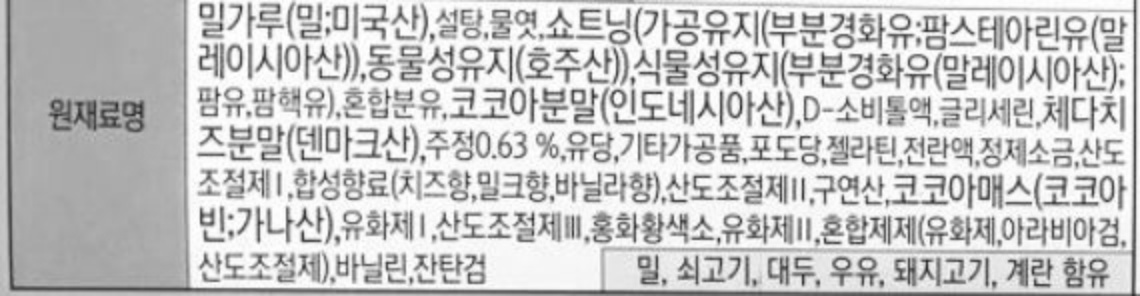 원재료명
밀가루(밀;미국산),설탕,물엿,쇼트닝(가공유지(부분경화유;팜스테아린유(말
레이시아산)),동물성유지(호주산)),식물성유지(부분경화유(말레이시아산);
팜유,팜핵유),혼합분유,코코아분말(인도네시아산),D-소비톨액,글리세린,체다치
즈분말(덴마크산),주정0.63 %,유당,기타가공품,포도당,젤라틴,전란액,정제소금,산도
조절제I,합성향료(치즈향,밀크향,바닐라향),산도조절제II,구연산,코코아매스(코코아
빈;가나산),유화제I,산도조절제III,홍화황색소,유화제II,혼합제제(유화제,아라비아검,
산도조절제),바닐린,잔탄검
밀, 쇠고기, 대두, 우유, 돼지고기, 계란 함유